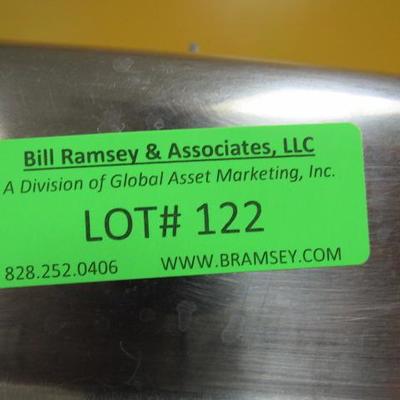 Bill Ramsey & Associates, LLC
A Division of Global Asset Marketing, Inc.
LOT# 122
828.252.0406 WWW.BRAMSEY.COM